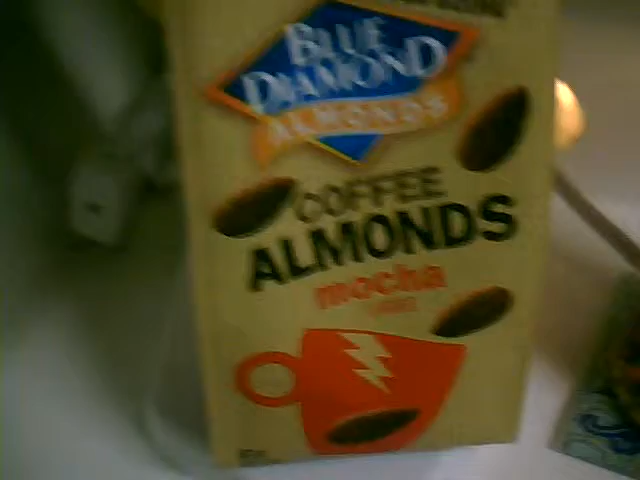 BLUE
DIAMOND
ALMONDS
COFFEE
ALMONDS
mocha